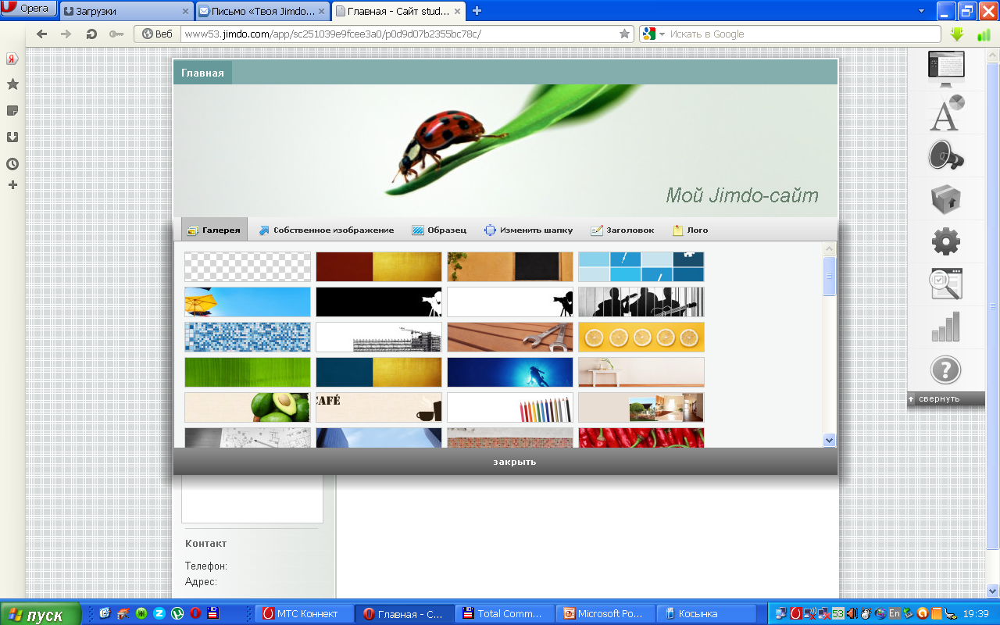 Opera
Загрузки
Письмо «Твоя Jimdo...
Главная - Сайт stud...
Веб
www53.jimdo.com/app/sc251039e9fcee3a0/p0d9c07b2355bc78c/
Искать в Google
Я
Главная
Мой Jimdo-сайт
Галерея
Собственное изображение
Образец
Изменить шапку
Заголовок
Лого
CAFÉ
закрыть
A
?
свернуть
Контакт
Телефон:
Адрес:
пуск
МТС Коннект
Главная - С...
Total Comm...
Microsoft Po...
Косынка
53
En
19:39